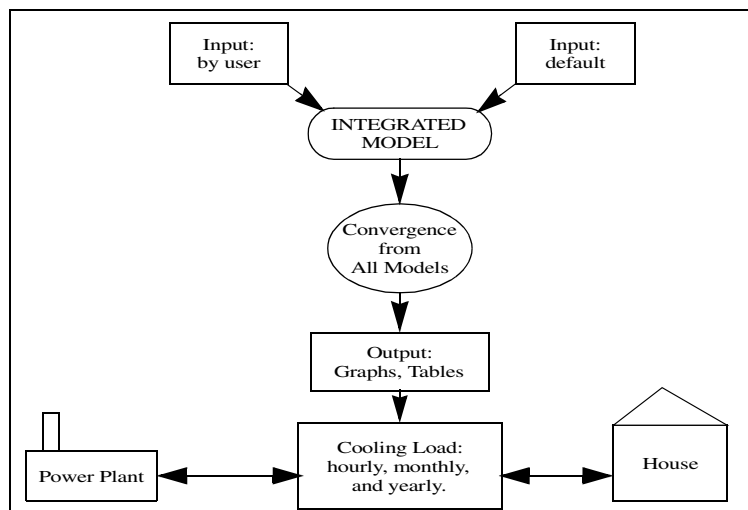 Input:
by user
Input:
default
INTEGRATED
MODEL
Convergence
from
All Models
Output:
Graphs, Tables
Power Plant
Cooling Load:
hourly, monthly,
and yearly.
House